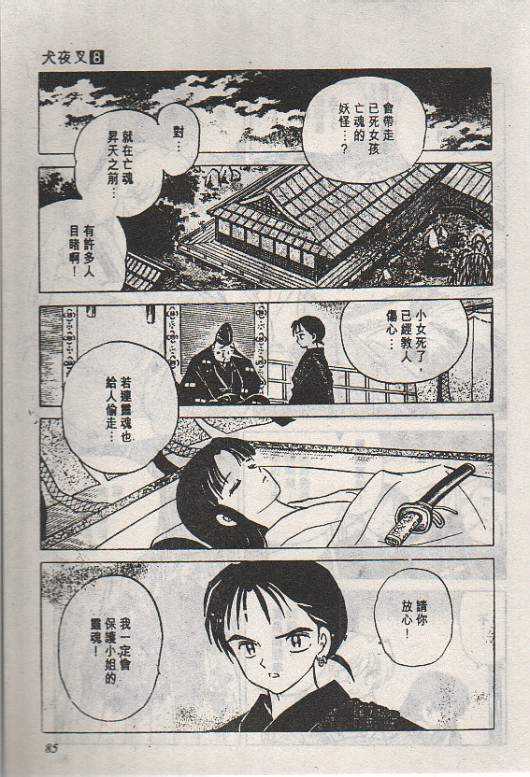 犬夜叉8
會帶走
已死女孩
亡魂的
妖怪…?
對…
就在亡魂
昇天之前…
有許多人
目睹啊!
小女死了,
已經教人
傷心…
若連靈魂也
給人偷走…
請你
放心!
我一定會
保護小姐的
靈魂!
85